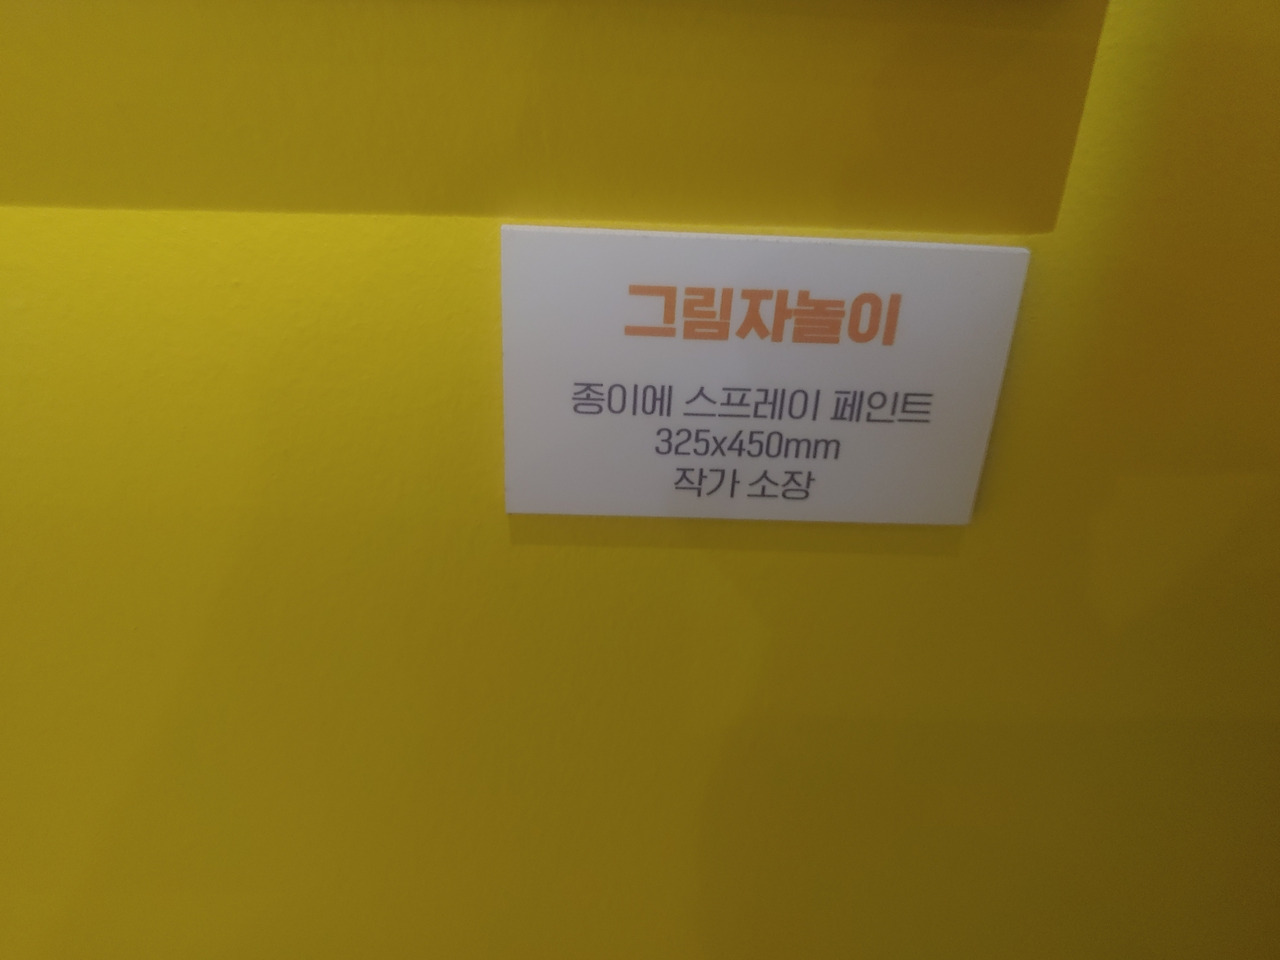 그림자놀이
종이에 스프레이 페인트
325x450mm
작가 소장